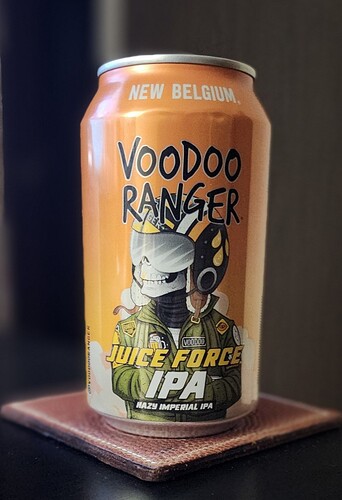 NEW BELGIUM
VOODOO
RANGER
VOODOO
JUICE FORCE
IPA
HAZY IMPERIAL IPA